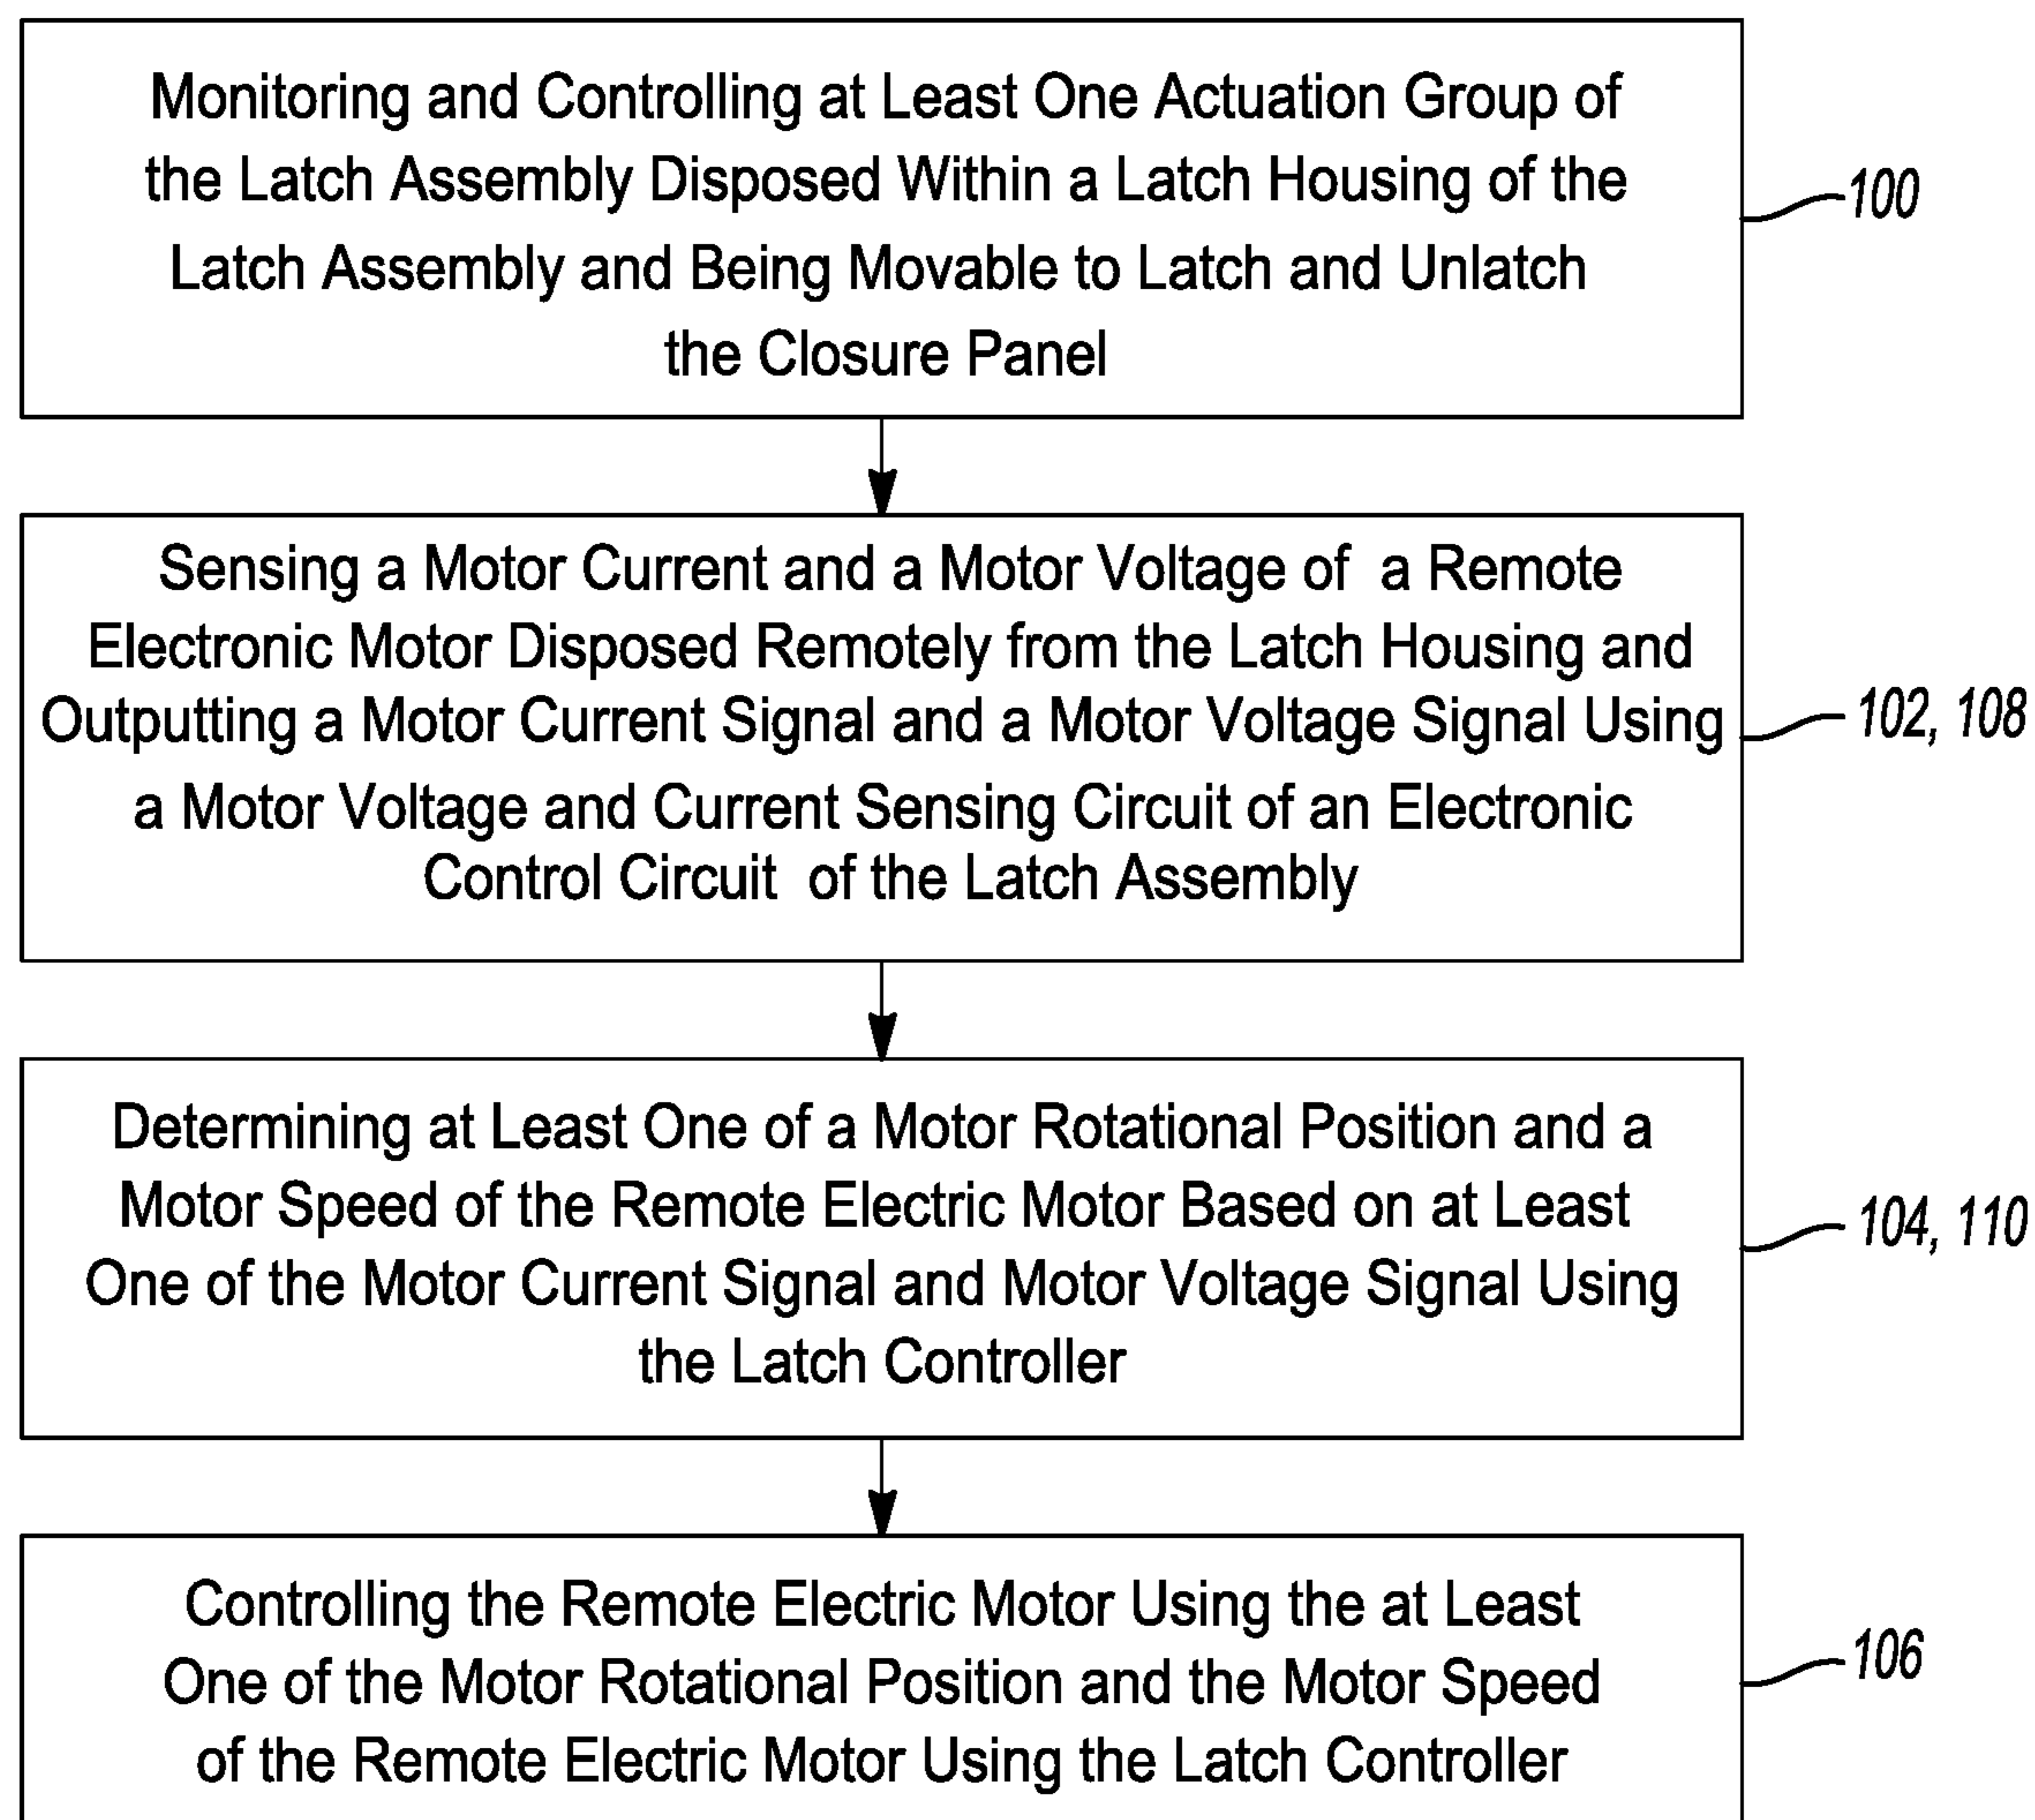 Monitoring and Controlling at Least One Actuation Group of
the Latch Assembly Disposed Within a Latch Housing of the
Latch Assembly and Being Movable to Latch and Unlatch
the Closure Panel
100
Sensing a Motor Current and a Motor Voltage of a Remote
Electronic Motor Disposed Remotely from the Latch Housing and
Outputting a Motor Current Signal and a Motor Voltage Signal Using
a Motor Voltage and Current Sensing Circuit of an Electronic
Control Circuit of the Latch Assembly
102, 108
Determining at Least One of a Motor Rotational Position and a
Motor Speed of the Remote Electric Motor Based on at Least
One of the Motor Current Signal and Motor Voltage Signal Using
the Latch Controller
104, 110
Controlling the Remote Electric Motor Using the at Least
One of the Motor Rotational Position and the Motor Speed
of the Remote Electric Motor Using the Latch Controller
106